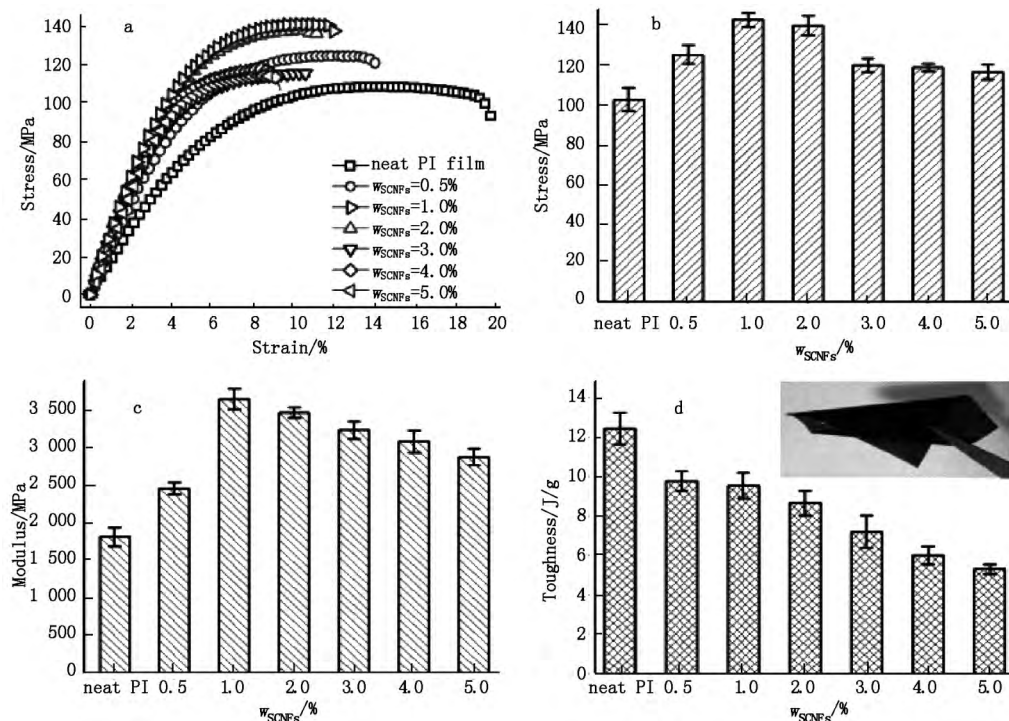 a
Stress/MPa
140
120
100
80
60
40
20
0
0 2 4 6 8 10 12 14 16 18 20
Strain/%
neat PI film
wSCNFs=0.5%
wSCNFs=1.0%
wSCNFs=2.0%
wSCNFs=3.0%
wSCNFs=4.0%
wSCNFs=5.0%
b
Stress/MPa
140
120
100
80
60
80
40
20
0
neat PI 0.5 1.0 2.0 3.0 4.0 5.0
wSCNFs/%
c
Modulus/MPa
3 500
3 000
2 500
2 000
1 500
1 000
500
0
neat PI 0.5 1.0 2.0 3.0 4.0 5.0
wSCNFs/%
d
Toughness/J/g
14
12
10
8
6
4
2
0
neat PI 0.5 1.0 2.0 3.0 4.0 5.0
wSCNFs/%